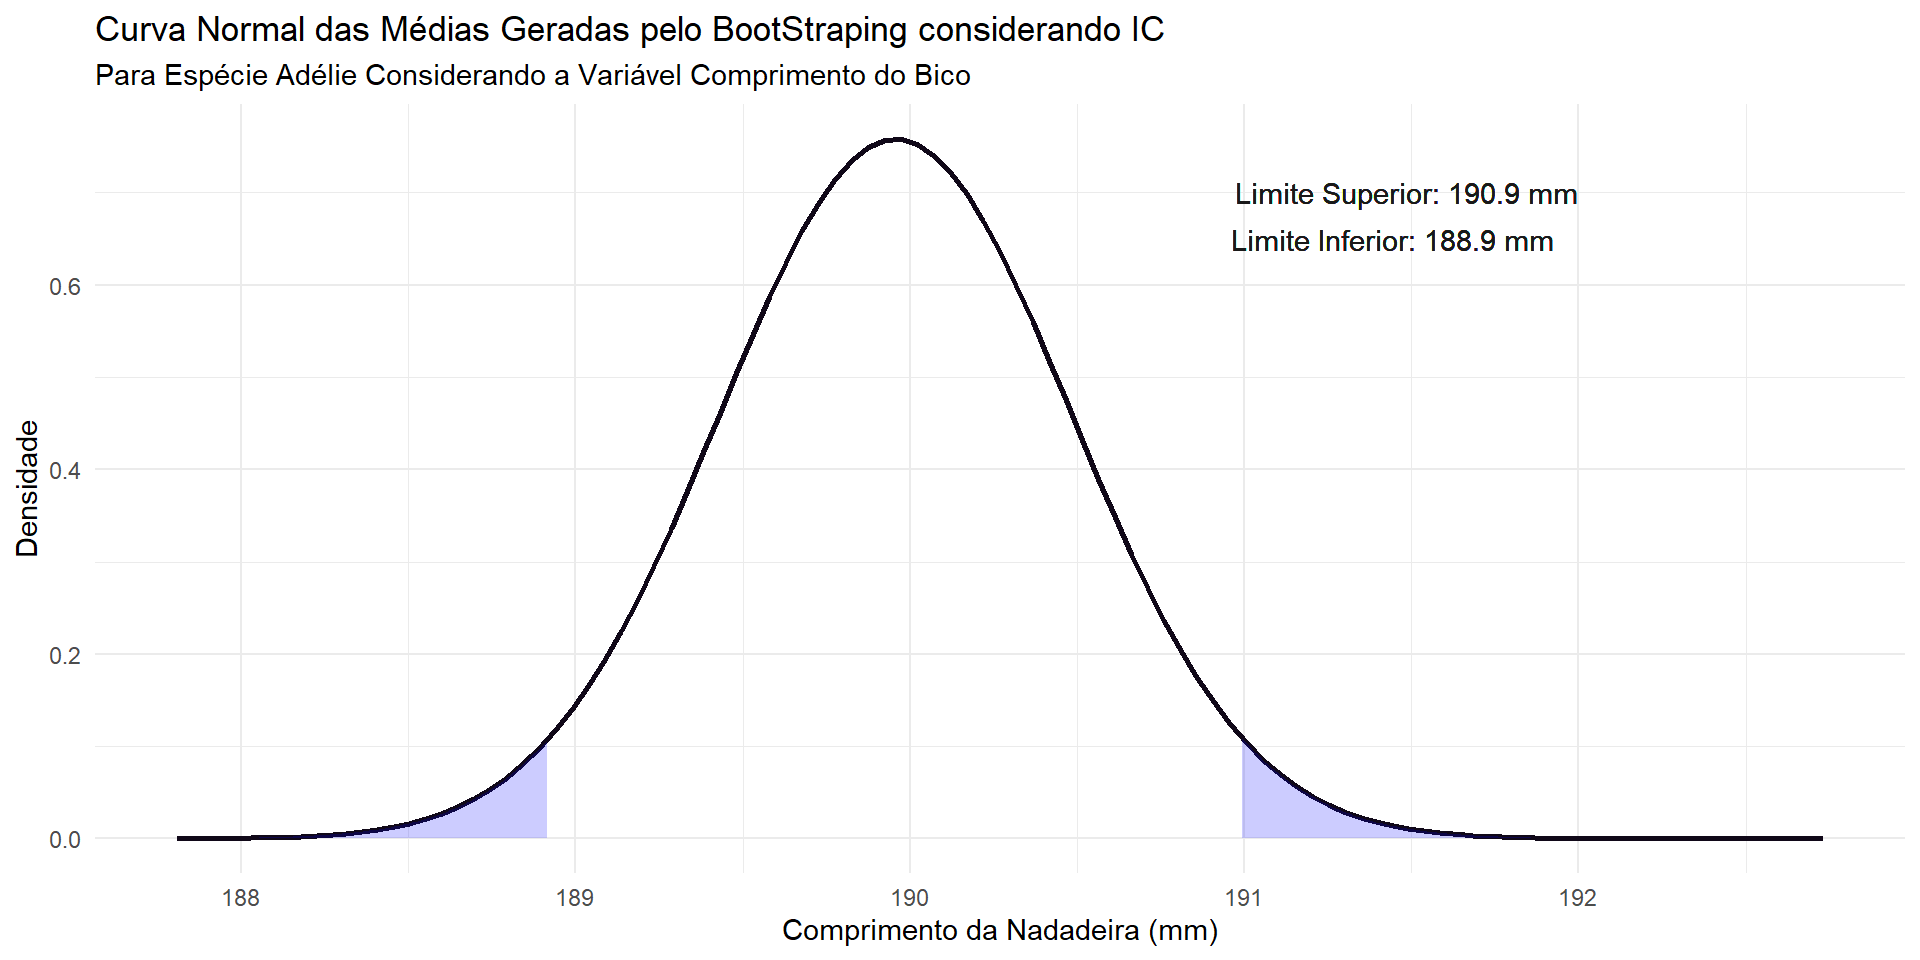 Curva Normal das Médias Geradas pelo BootStraping considerando IC
Para Espécie Adélie Considerando a Variável Comprimento do Bico
Limite Superior: 190.9 mm
Limite Inferior: 188.9 mm
Densidade
0.6
0.4
0.2
0.0
188 189 190 191 192
Comprimento da Nadadeira (mm)